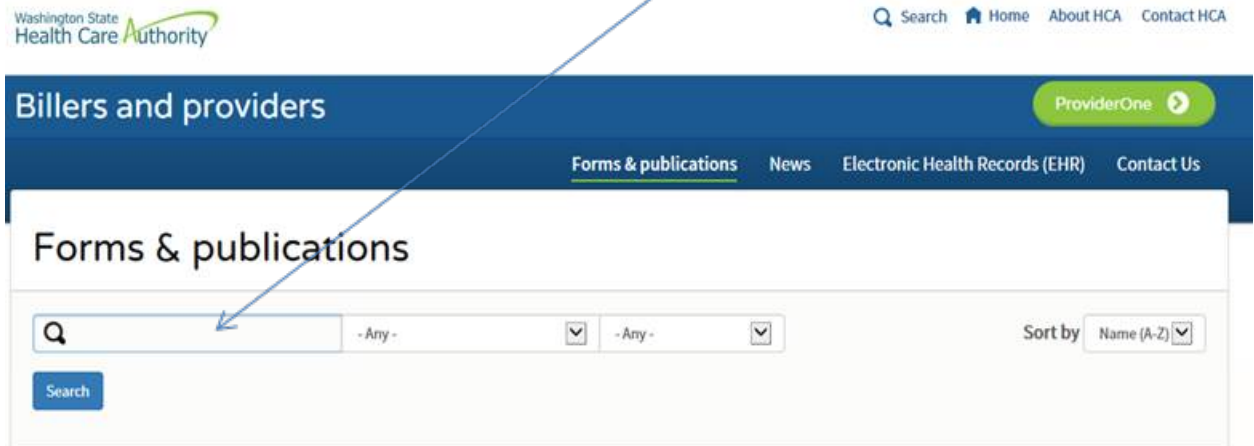 Washington State
Health Care Authority
Search Home About HCA Contact HCA
Billers and providers
ProviderOne
Forms & publications News Electronic Health Records (EHR) Contact Us
Forms & publications
- Any - - Any - Sort by Name (A-Z)
Search